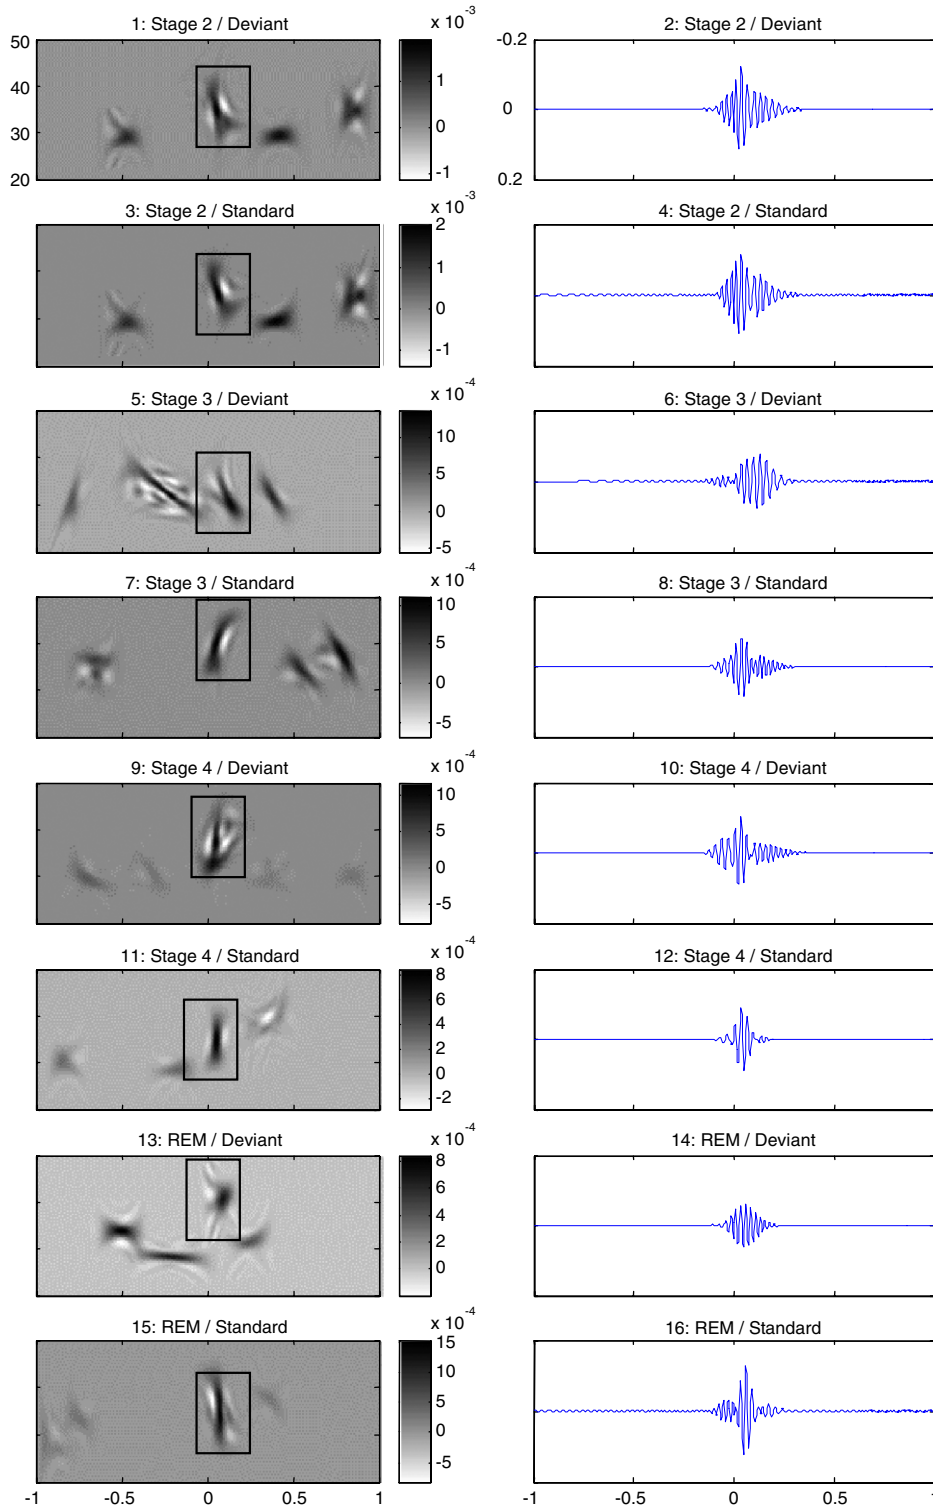 1: Stage 2 / Deviant
50
40
30
20
x 10^-3
1
0
-1
2: Stage 2 / Deviant
-0.2
0
0.2
3: Stage 2 / Standard
x 10^-3
2
1
0
-1
4: Stage 2 / Standard
5: Stage 3 / Deviant
x 10^-4
10
5
0
-5
6: Stage 3 / Deviant
7: Stage 3 / Standard
x 10^-4
10
5
0
-5
8: Stage 3 / Standard
9: Stage 4 / Deviant
x 10^-4
10
5
0
-5
10: Stage 4 / Deviant
11: Stage 4 / Standard
x 10^-4
8
6
4
2
0
-2
12: Stage 4 / Standard
13: REM / Deviant
x 10^-4
8
6
4
2
0
14: REM / Deviant
15: REM / Standard
x 10^-4
15
10
5
0
-5
-1 -0.5 0 0.5 1
16: REM / Standard
-1 -0.5 0 0.5 1